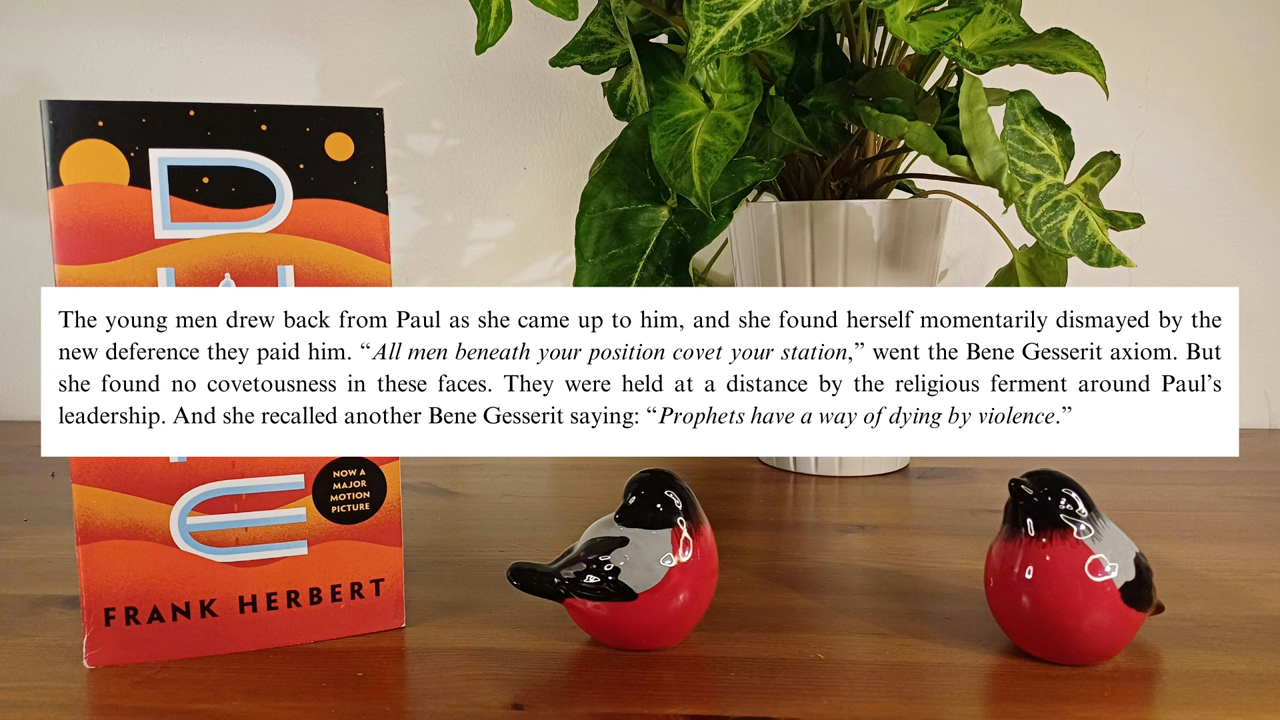 D
The young men drew back from Paul as she came up to him, and she found herself momentarily dismayed by the
new deference they paid him. “All men beneath your position covet your station,” went the Bene Gesserit axiom. But
she found no covetousness in these faces. They were held at a distance by the religious ferment around Paul’s
leadership. And she recalled another Bene Gesserit saying: “Prophets have a way of dying by violence.”
E
NOW A
MAJOR
MOTION
PICTURE
FRANK HERBERT